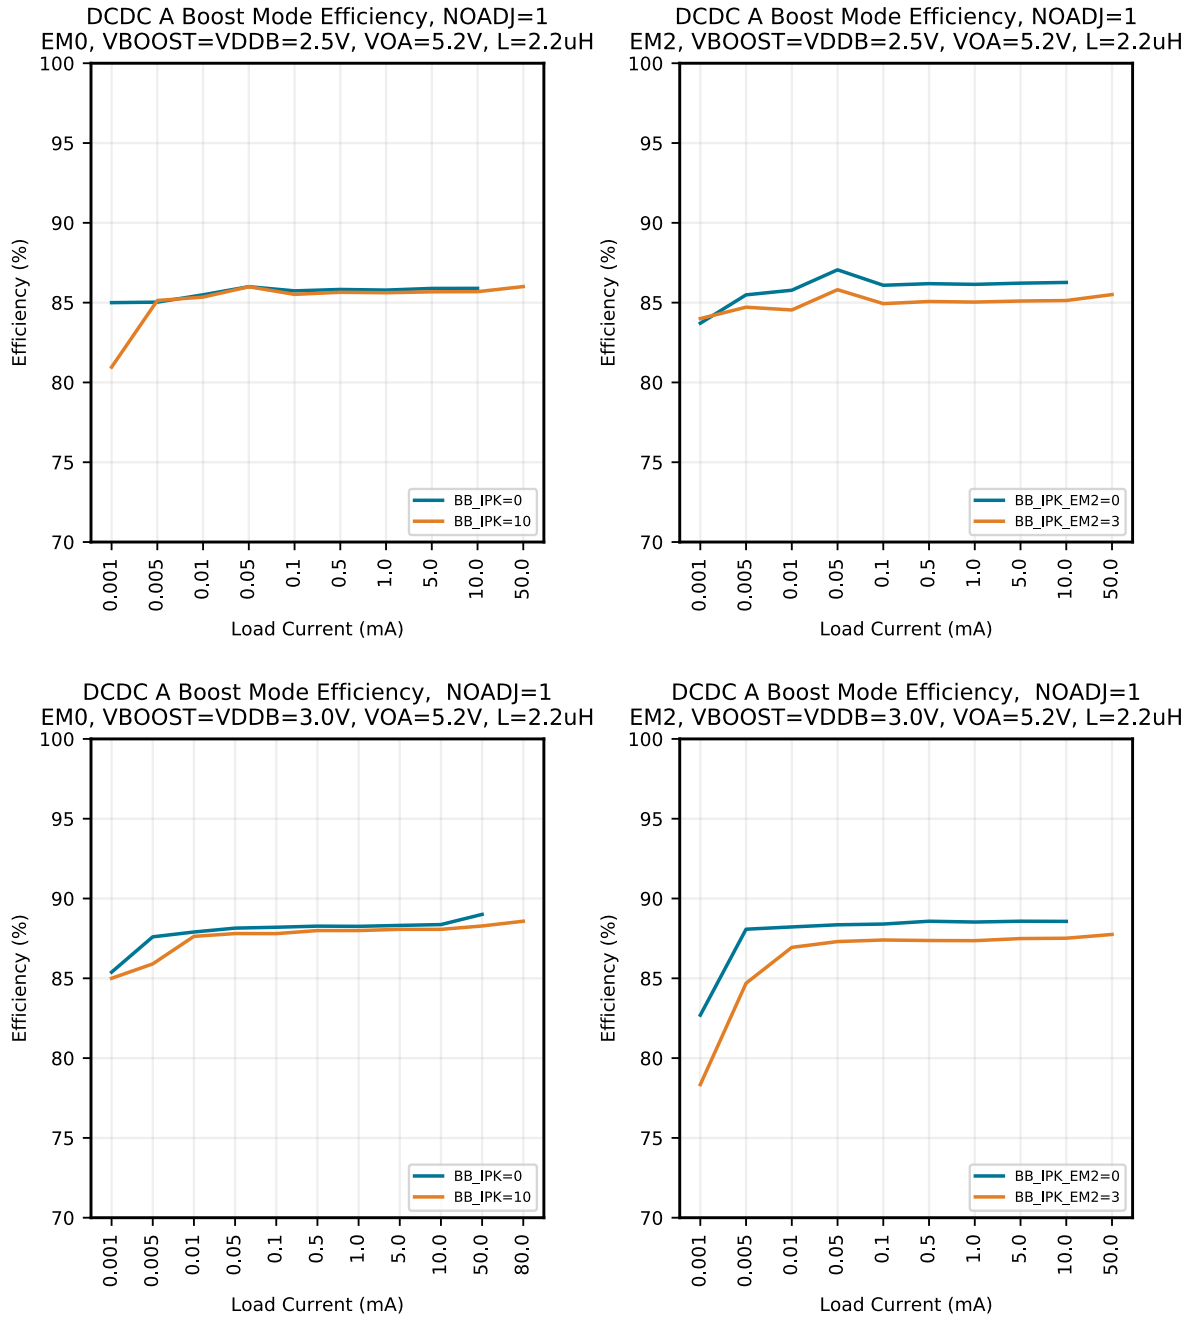 DCDC A Boost Mode Efficiency, NOADJ=1
EM0, VBOOST=VDDB=2.5V, VOA=5.2V, L=2.2uH
100
95
90
85
80
75
70
Efficiency (%)
BB_IPK=0
BB_IPK=10
0.001
0.005
0.01
0.05
0.1
0.5
1.0
5.0
10.0
50.0
Load Current (mA)
DCDC A Boost Mode Efficiency, NOADJ=1
EM2, VBOOST=VDDB=2.5V, VOA=5.2V, L=2.2uH
100
95
90
85
80
75
70
Efficiency (%)
BB_IPK_EM2=0
BB_IPK_EM2=3
0.001
0.005
0.01
0.05
0.1
0.5
1.0
5.0
10.0
50.0
Load Current (mA)
DCDC A Boost Mode Efficiency,  NOADJ=1
EM0, VBOOST=VDDB=3.0V, VOA=5.2V, L=2.2uH
100
95
90
85
80
75
70
Efficiency (%)
BB_IPK=0
BB_IPK=10
0.001
0.005
0.01
0.05
0.1
0.5
1.0
5.0
10.0
50.0
80.0
Load Current (mA)
DCDC A Boost Mode Efficiency,  NOADJ=1
EM2, VBOOST=VDDB=3.0V, VOA=5.2V, L=2.2uH
100
95
90
85
80
75
70
Efficiency (%)
BB_IPK_EM2=0
BB_IPK_EM2=3
0.001
0.005
0.01
0.05
0.1
0.5
1.0
5.0
10.0
50.0
Load Current (mA)